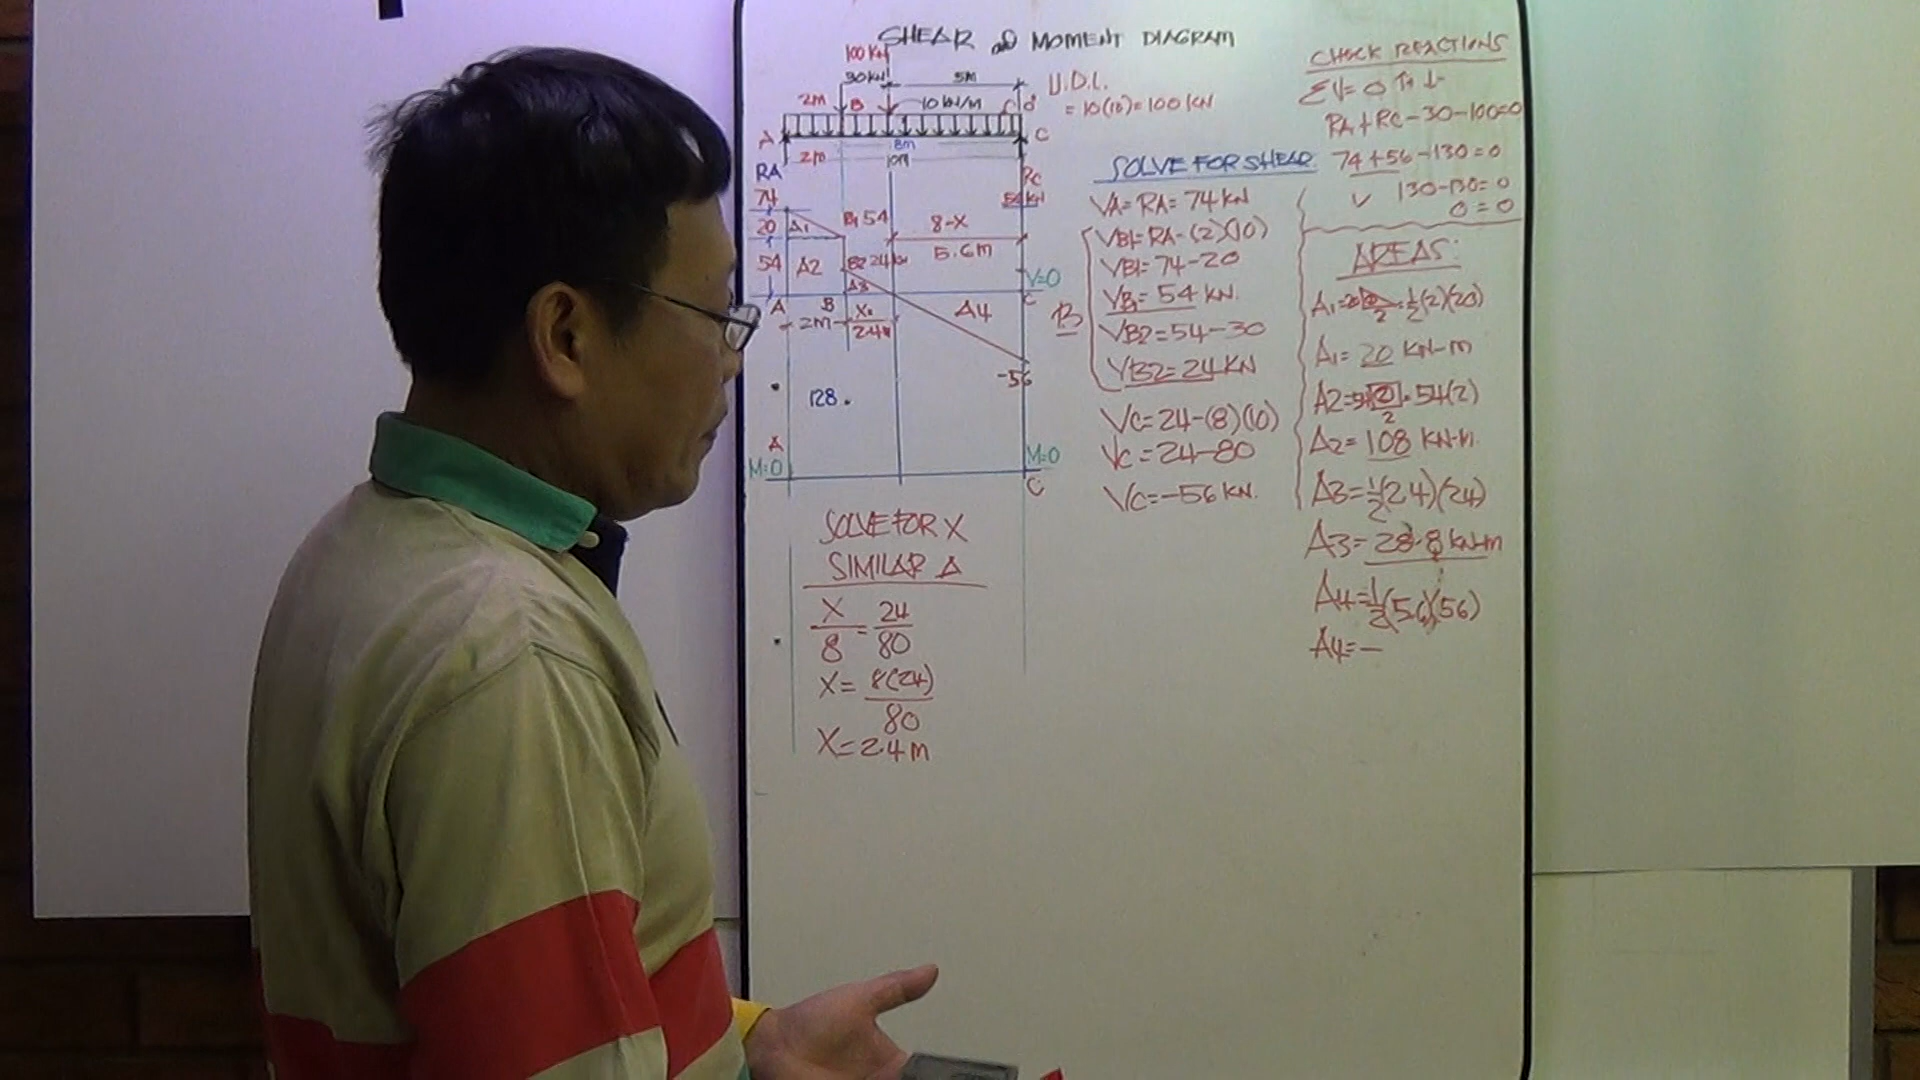 SHEAR and MOMENT DIAGRAM
100 KN
30KN
5M
2M
B
10 KN/M
C
d
A
C
2m
8m
10M
RA
RC
74
56 KN
20
A1
B1 54
8-X
5.6m
54
A2
B2 24 KN
A3
V=0
A
B
C
X=
A4
2M
2.4M
-56
128.
A
M=0
M=0
C
U.D.L.
= 10(10) = 100 KN
SOLVE FOR X
SIMILAR Δ
X/8 = 24/80
X = 8(24)/80
X = 2.4 m
SOLVE FOR SHEAR
VA = RA = 74 KN
VB1 = RA - (2)(10)
VB1 = 74-20
VB1 = 54 KN.
B
VB2 = 54-30
VB2 = 24 KN
VC = 24-(8)(10)
VC = 24-80
VC = -56 KN.
CHECK REACTIONS
ΣV = 0 ↑+ ↓-
RA + RC - 30 - 100 = 0
74 + 56 - 130 = 0
130 - 130 = 0
0 = 0
AREAS:
A1 = 1/2 (2)(20)
A1 = 20 KN-m
A2 = 54(2)
A2 = 108 KN-m.
A3 = 1/2 (2.4)(24)
A3 = 28.8 KN-m
A4 = 1/2 (5.6)(56)
A4 = -